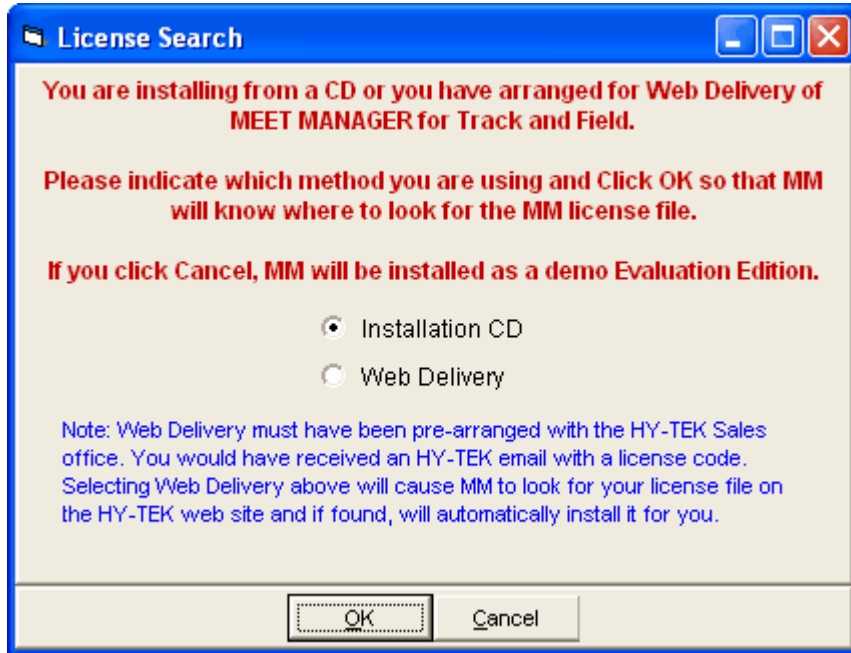 License Search
You are installing from a CD or you have arranged for Web Delivery of
MEET MANAGER for Track and Field.
Please indicate which method you are using and Click OK so that MM
will know where to look for the MM license file.
If you click Cancel, MM will be installed as a demo Evaluation Edition.
Installation CD
Web Delivery
Note: Web Delivery must have been pre-arranged with the HY-TEK Sales
office. You would have received an HY-TEK email with a license code.
Selecting Web Delivery above will cause MM to look for your license file on
the HY-TEK web site and if found, will automatically install it for you.
OK Cancel